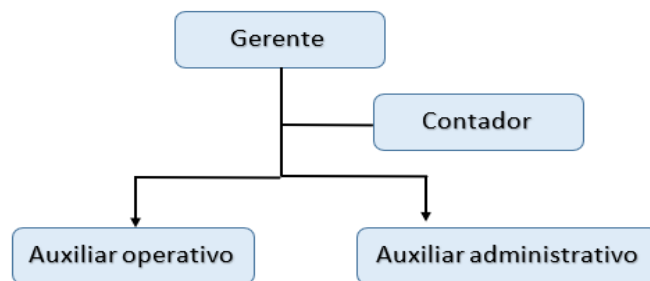 Gerente
Contador
Auxiliar operativo
Auxiliar administrativo